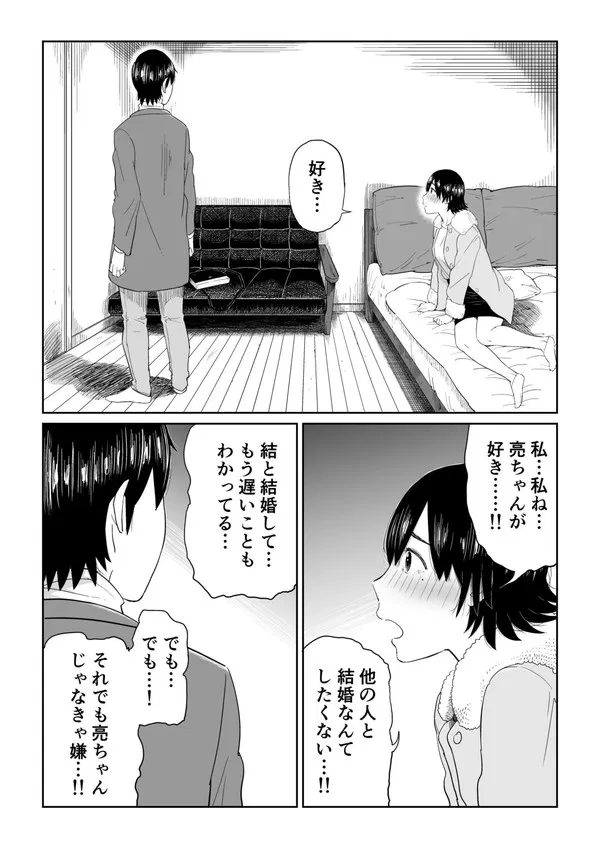 好き…
私…私ね…
亮ちゃんが
好き……!!
他の人と
結婚なんて
したくない…!!
結と結婚して…
もう遅いことも
わかってる…
でも…
でも…!
それでも亮ちゃん
じゃなきゃ嫌…!!